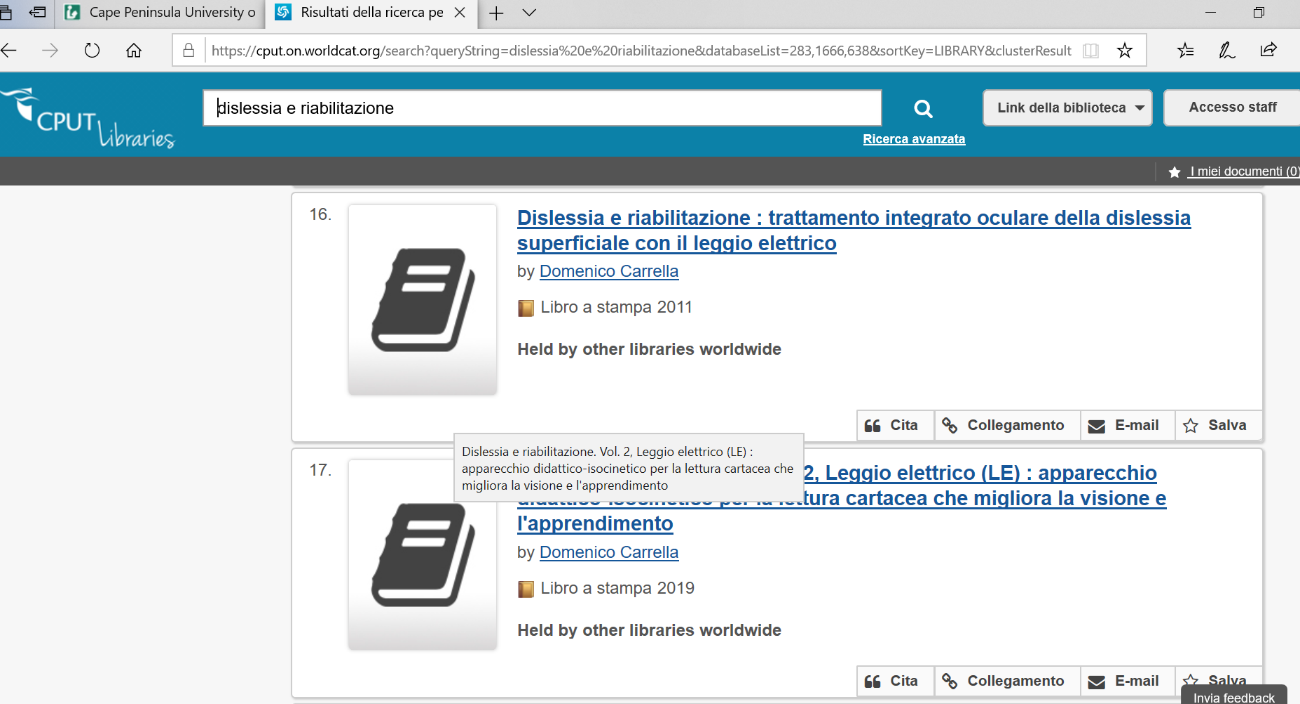 Cape Peninsula University o
Risultati della ricerca pe
https://cput.on.worldcat.org/search?queryString=dislessia%20e%20riabilitazione&databaseList=283,1666,638&sortKey=LIBRARY&clusterResult
CPUT Libraries
dislessia e riabilitazione
Link della biblioteca
Accesso staff
Ricerca avanzata
I miei documenti (0)
16.
Dislessia e riabilitazione : trattamento integrato oculare della dislessia
superficiale con il leggio elettrico
by Domenico Carrella
Libro a stampa 2011
Held by other libraries worldwide
Cita
Collegamento
E-mail
Salva
Dislessia e riabilitazione. Vol. 2, Leggio elettrico (LE) :
apparecchio didattico-isocinetico per la lettura cartacea che
migliora la visione e l'apprendimento
17.
2, Leggio elettrico (LE) : apparecchio
didattico-isocinetico per la lettura cartacea che migliora la visione e
l'apprendimento
by Domenico Carrella
Libro a stampa 2019
Held by other libraries worldwide
Cita
Collegamento
E-mail
Salva
Invia feedback